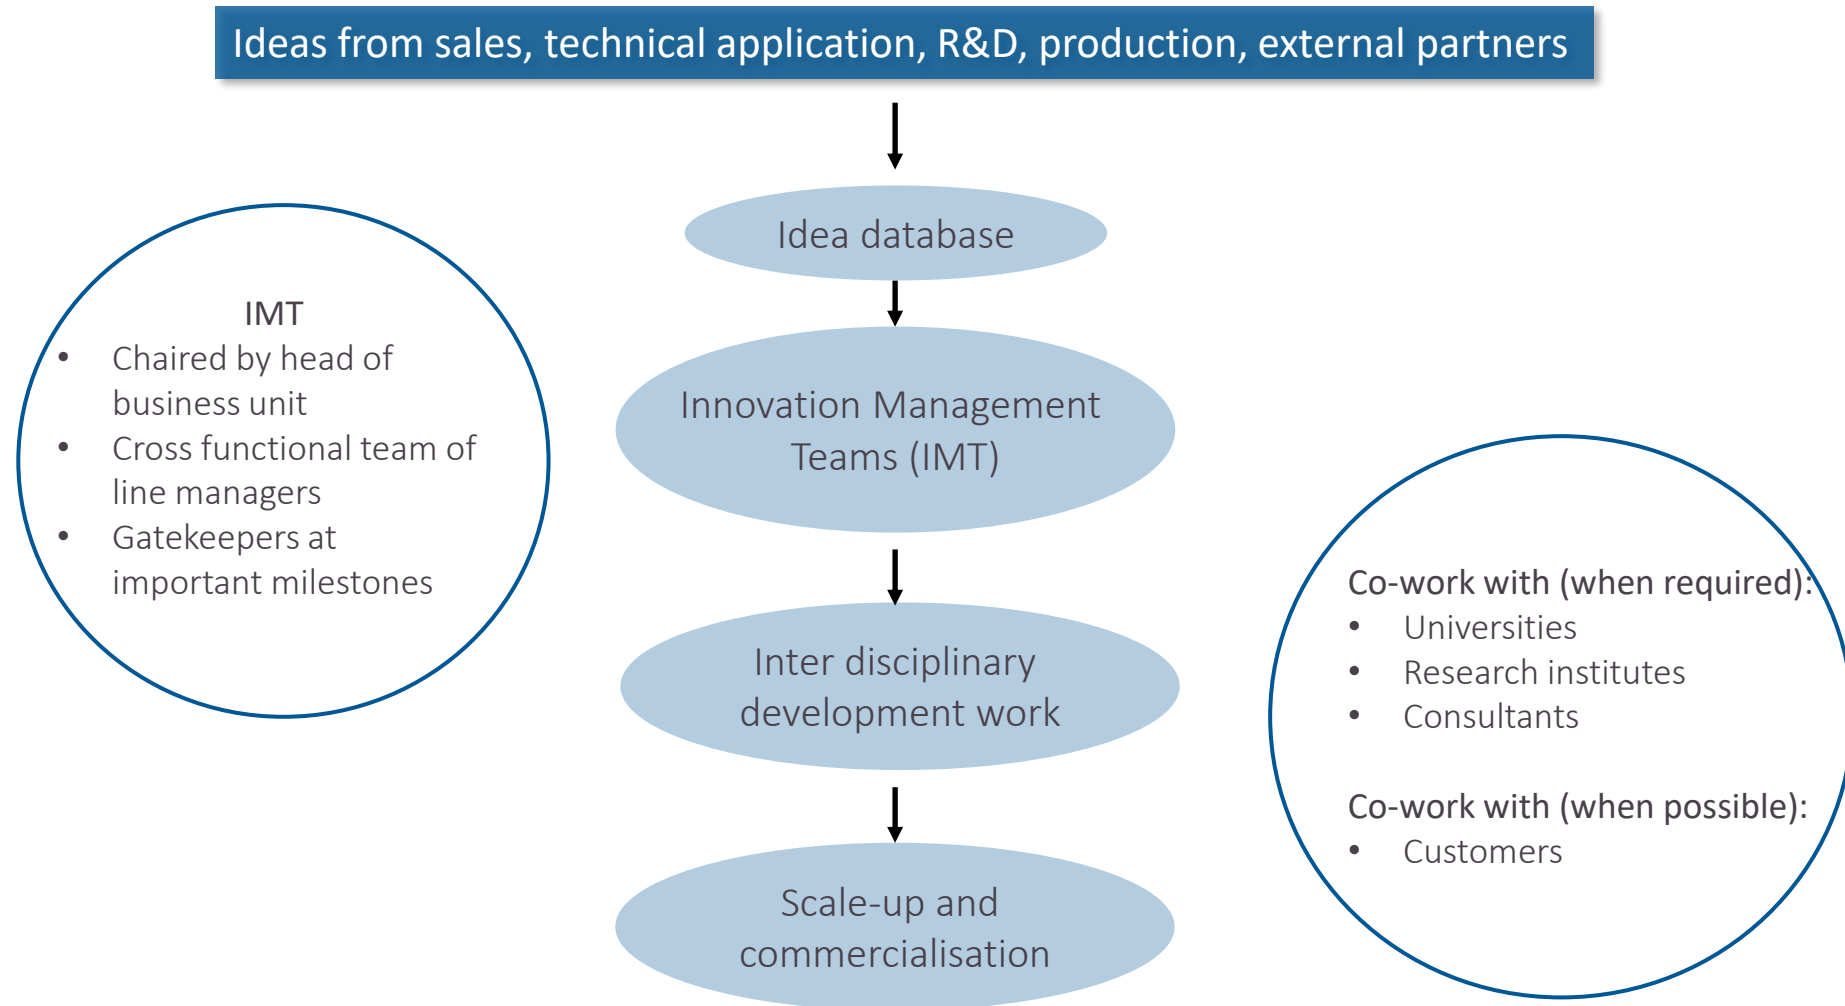 Ideas from sales, technical application, R&D, production, external partners
Idea database
IMT
• Chaired by head of
business unit
• Cross functional team of
line managers
• Gatekeepers at
important milestones
Innovation Management
Teams (IMT)
Inter disciplinary
development work
Co-work with (when required):
• Universities
• Research institutes
• Consultants
Co-work with (when possible):
• Customers
Scale-up and
commercialisation